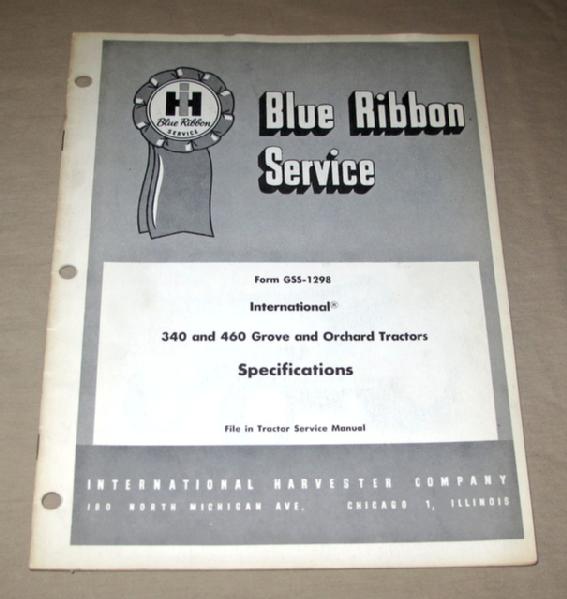 IH
Blue Ribbon
SERVICE
Blue Ribbon
Service
Form GSS-1298
International®
340 and 460 Grove and Orchard Tractors
Specifications
File in Tractor Service Manual
INTERNATIONAL HARVESTER COMPANY
180 NORTH MICHIGAN AVE. CHICAGO 1, ILLINOIS